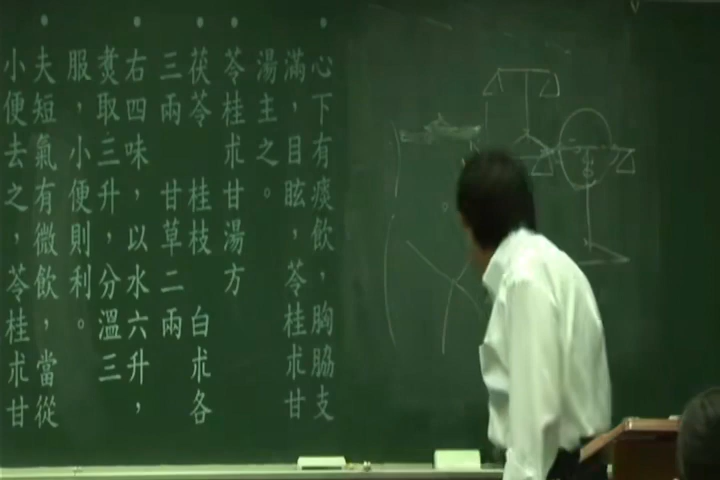 •心下有痰飲，胸脇支
滿，目眩，苓桂朮甘
湯主之。
•苓桂朮甘湯方
•茯苓 桂枝 白朮各
三兩 甘草二兩
•右四味，以水六升，
煑取三升，分溫三
服，小便則利。
•夫短氣有微飲，當從
小便去之，苓桂朮甘